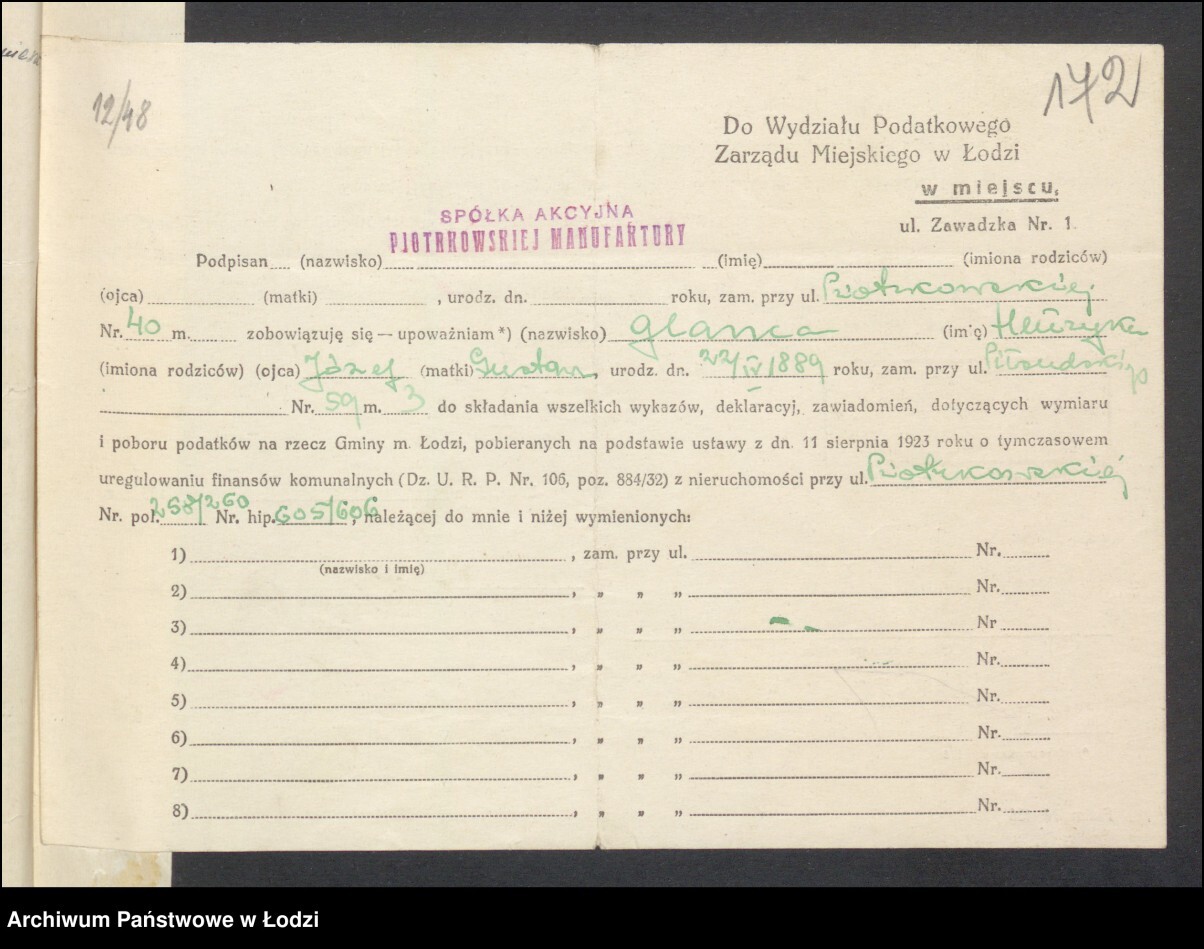 12/48
172
Do Wydziału Podatkowego
Zarządu Miejskiego w Łodzi
w miejscu,
ul. Zawadzka Nr. 1
SPÓŁKA AKCYJNA
PIOTRKOWSKIEJ MANUFAKTURY
Podpisan (nazwisko) (imię) (imiona rodziców)
(ojca) (matki) , urodz. dn. roku, zam. przy ul. Piotrkowskiej
Nr. 40 m. zobowiązuję się — upoważniam *) (nazwisko) Glanca (imię) Henryka
(imiona rodziców) (ojca) Józef (matki) Gustawa, urodz. dn. 22/IV 1889 roku, zam. przy ul. Piłsudskiego
Nr. 59 m. 3 do składania wszelkich wykazów, deklaracyj, zawiadomień, dotyczących wymiaru
i poboru podatków na rzecz Gminy m. Łodzi, pobieranych na podstawie ustawy z dn. 11 sierpnia 1923 roku o tymczasowem
uregulowaniu finansów komunalnych (Dz. U. R. P. Nr. 106, poz. 884/32) z nieruchomości przy ul. Piotrkowskiej
Nr. pol. 258/260 Nr. hip. 605/606, należącej do mnie i niżej wymienionych:
1) , zam. przy ul. Nr.
(nazwisko i imię)
2) , „ „ „ Nr.
3) , „ „ „ Nr
4) , „ „ „ Nr.
5) , „ „ „ Nr.
6) , „ „ „ Nr.
7) , „ „ „ Nr.
8) , „ „ „ Nr.
Archiwum Państwowe w Łodzi